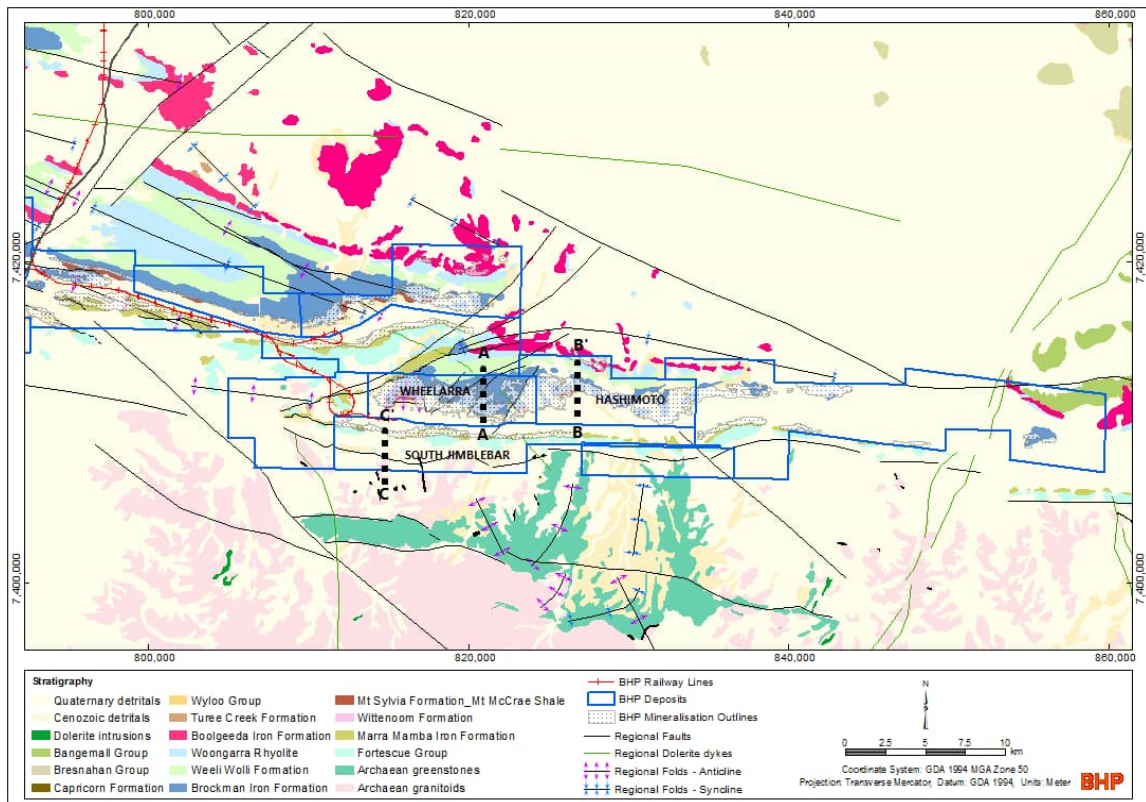 800,000 820,000 840,000 860,000
7,420,000 7,420,000
A' B'
WHEELARRA HASHIMOTO
C' A B
SOUTH JIMBLEBAR
C
7,400,000 7,400,000
800,000 820,000 840,000 860,000
Stratigraphy
Quaternary detritals
Cenozoic detritals
Dolerite intrusions
Bangemall Group
Bresnahan Group
Capricorn Formation
Wyloo Group
Turee Creek Formation
Boolgeeda Iron Formation
Woongarra Rhyolite
Weeli Wolli Formation
Brockman Iron Formation
Mt Sylvia Formation_Mt McCrae Shale
Wittenoom Formation
Marra Mamba Iron Formation
Fortescue Group
Archaean greenstones
Archaean granitoids
BHP Railway Lines
BHP Deposits
BHP Mineralisation Outlines
Regional Faults
Regional Dolerite dykes
Regional Folds - Anticline
Regional Folds - Syncline
N
0 2.5 5 7.5 10
km
Coordinate System: GDA 1994 MGA Zone 50
Projection: Transverse Mercator, Datum: GDA 1994, Units: Meter
BHP